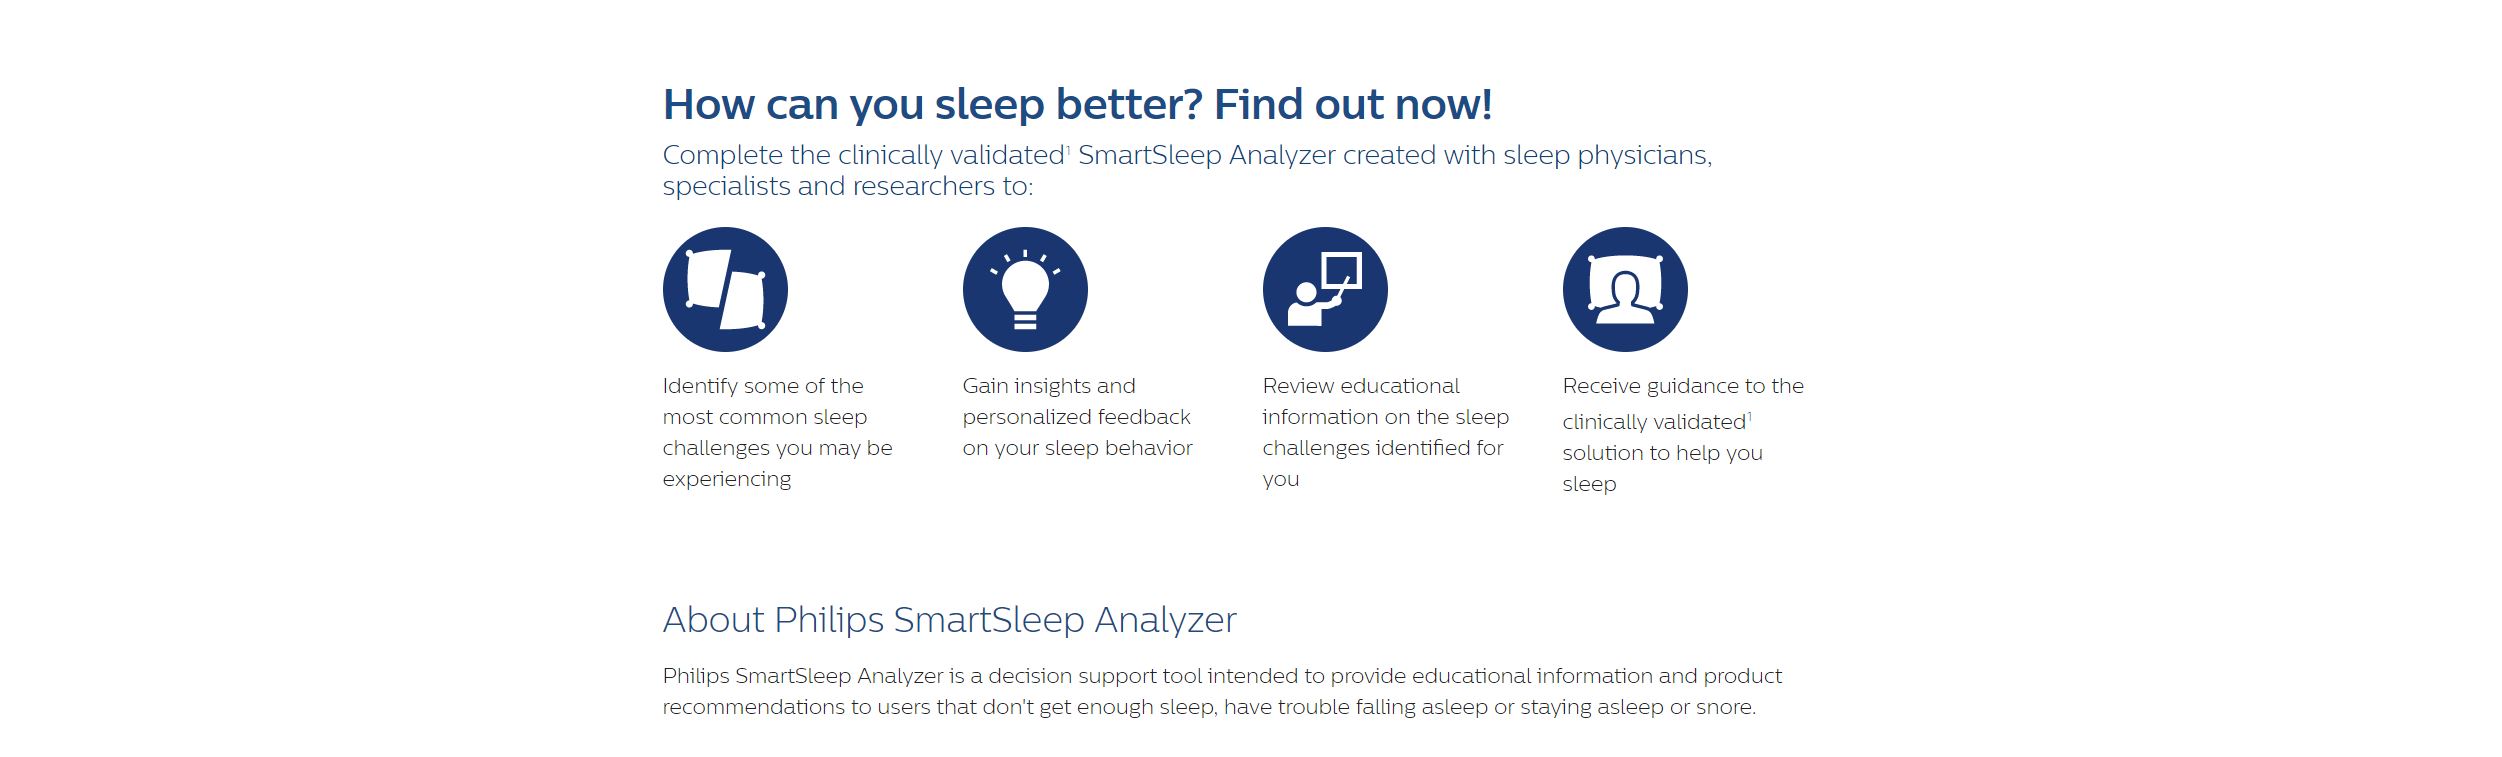 How can you sleep better? Find out now!
Complete the clinically validated¹ SmartSleep Analyzer created with sleep physicians,
specialists and researchers to:
Identify some of the
most common sleep
challenges you may be
experiencing
Gain insights and
personalized feedback
on your sleep behavior
Review educational
information on the sleep
challenges identified for
you
Receive guidance to the
clinically validated¹
solution to help you
sleep
About Philips SmartSleep Analyzer
Philips SmartSleep Analyzer is a decision support tool intended to provide educational information and product
recommendations to users that don't get enough sleep, have trouble falling asleep or staying asleep or snore.